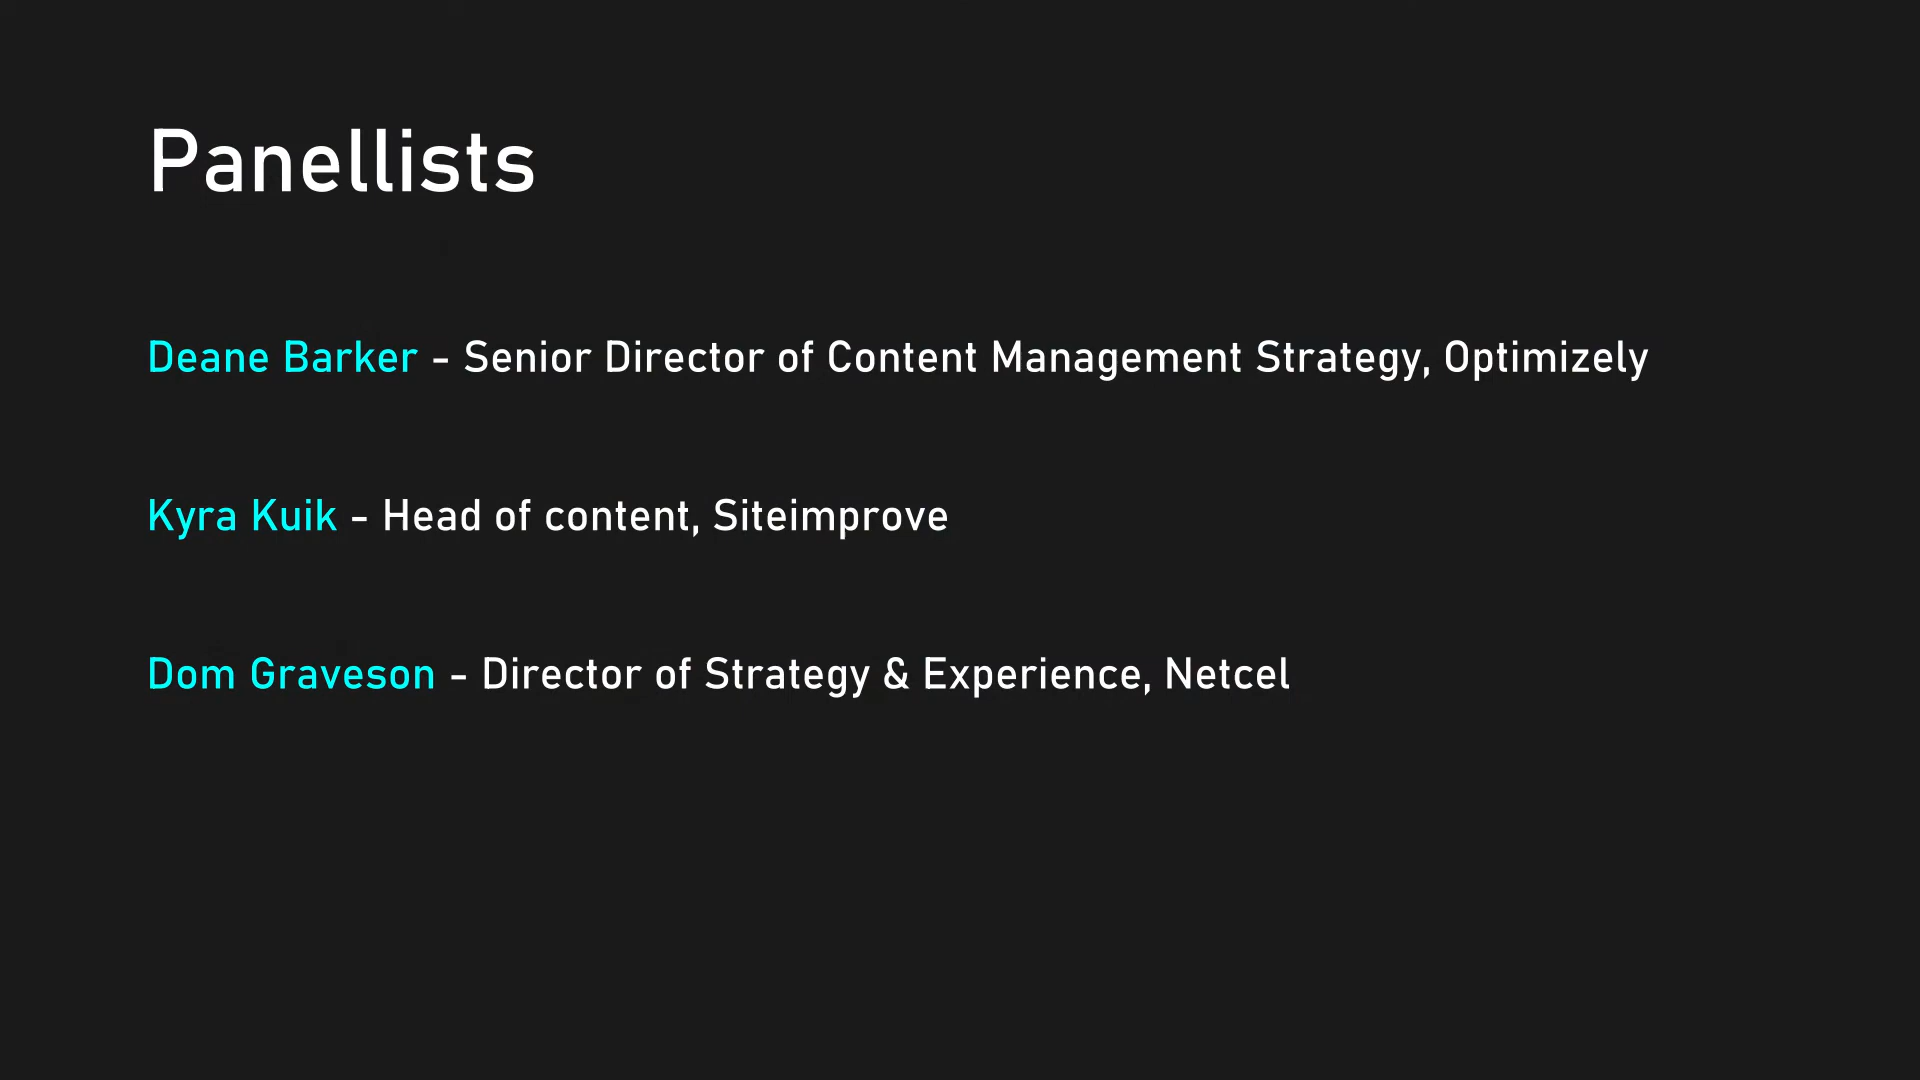 Panellists
Deane Barker - Senior Director of Content Management Strategy, Optimizely
Kyra Kuik - Head of content, Siteimprove
Dom Graveson - Director of Strategy & Experience, Netcel